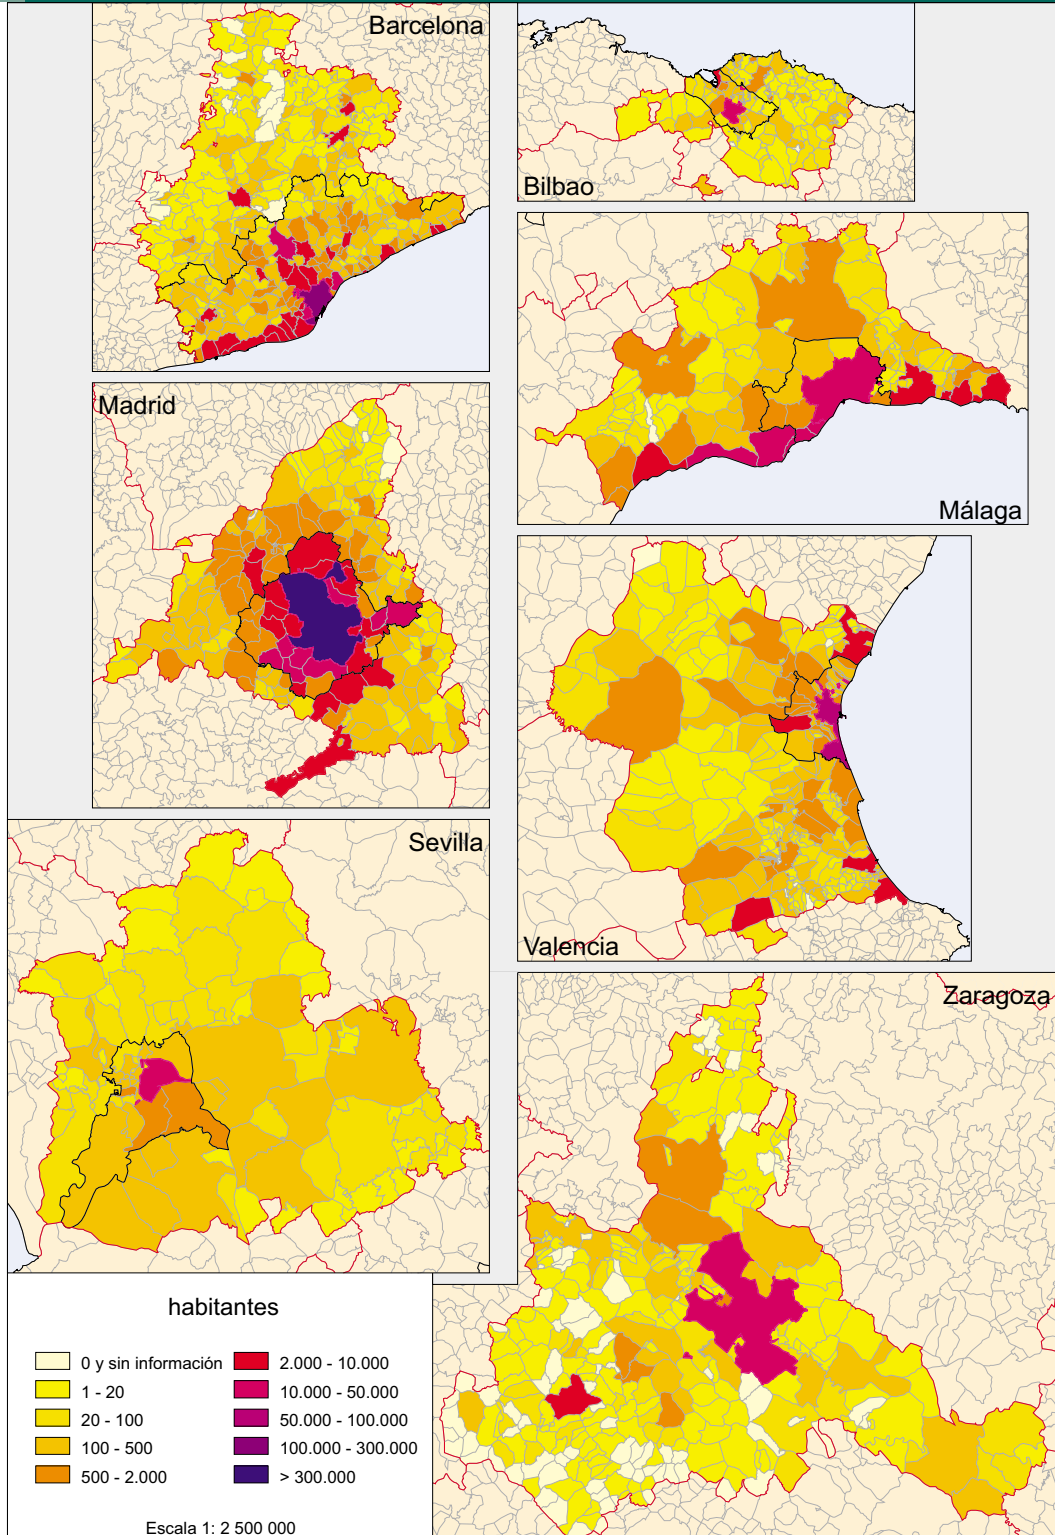 Barcelona
Bilbao
Málaga
Madrid
Valencia
Sevilla
Zaragoza
habitantes
0 y sin información
1 - 20
20 - 100
100 - 500
500 - 2.000
2.000 - 10.000
10.000 - 50.000
50.000 - 100.000
100.000 - 300.000
> 300.000
Escala 1: 2 500 000